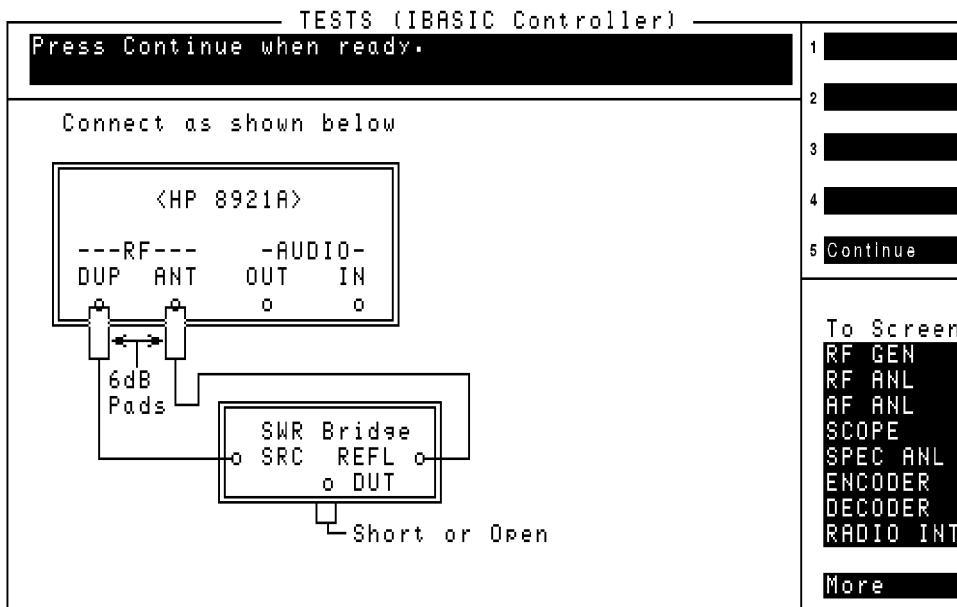 TESTS (IBASIC Controller)
Press Continue when ready.
Connect as shown below
<HP 8921A>
---RF--- -AUDIO-
DUP ANT OUT IN
6dB
Pads
SWR Bridge
SRC REFL
DUT
Short or Open
1
2
3
4
5 Continue
To Screen
RF GEN
RF ANL
AF ANL
SCOPE
SPEC ANL
ENCODER
DECODER
RADIO INT
More